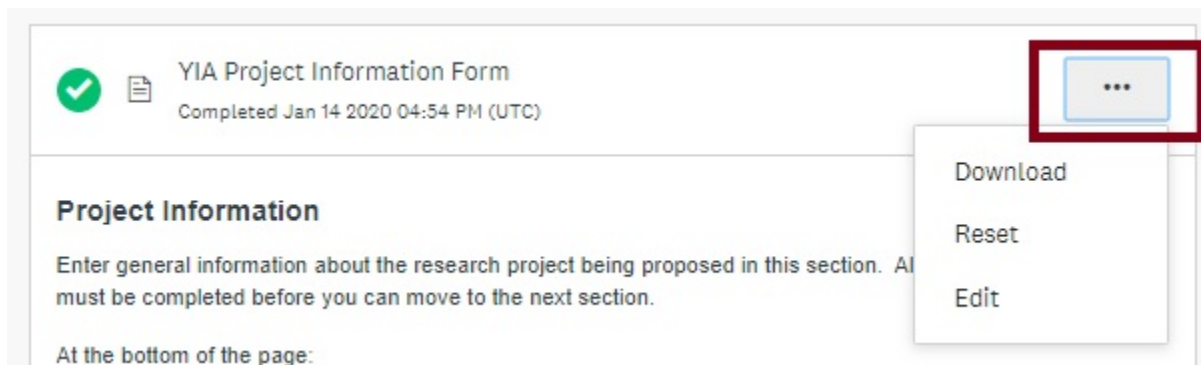 YIA Project Information Form
Completed Jan 14 2020 04:54 PM (UTC)
...
Download
Reset
Edit
Project Information
Enter general information about the research project being proposed in this section. Al
must be completed before you can move to the next section.
At the bottom of the page: